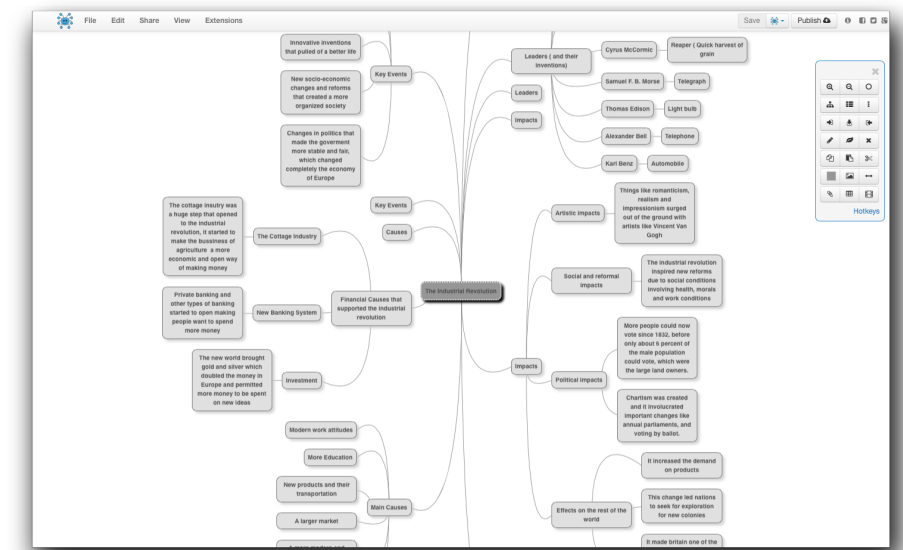 File Edit Share View Extensions
Save Publish
Innovative inventions
that pulled of a better life
New socio-economic
changes and reforms
that created a more
organized society
Changes in politics that
made the goverment
more stable and fair,
which changed
completely the economy
of Europe
Key Events
Leaders ( and their
inventions)
Cyrus McCormic
Reaper ( Quick harvest of
grain
Samuel F. B. Morse
Telegraph
Thomas Edison
Light bulb
Alexander Bell
Telephone
Karl Benz
Automobile
Leaders
Impacts
Hotkeys
Key Events
Causes
The cottage insutry was
a huge step that opened
to the industrial
revolution, it started to
make the bussiness of
agriculture a more
economic and open way
of making money
The Cottage Industry
Private banking and
other types of banking
started to open making
people want to spend
more money
New Banking System
The new world brought
gold and silver which
doubled the money in
Europe and permitted
more money to be spent
on new ideas
Investment
Financial Causes that
supported the industrial
revolution
The Industrial Revolution
Artistic impacts
Things like romanticism,
realism and
impressionism surged
out of the ground with
artists like Vincent Van
Gogh
Social and reformal
impacts
The industrial revolution
inspired new reforms
due to social conditions
involving health, morals
and work conditions
Impacts
Political impacts
More people could now
vote since 1832, before
only about 6 percent of
the male population
could vote, which were
the large land owners.
Chartism was created
and it involucrated
important changes like
annual parliaments, and
voting by ballot.
Effects on the rest of the
world
It increased the demand
on products
This change led nations
to seek for exploration
for new colonies
It made britain one of the
Modern work attitudes
More Education
New products and their
transportation
A larger market
Main Causes